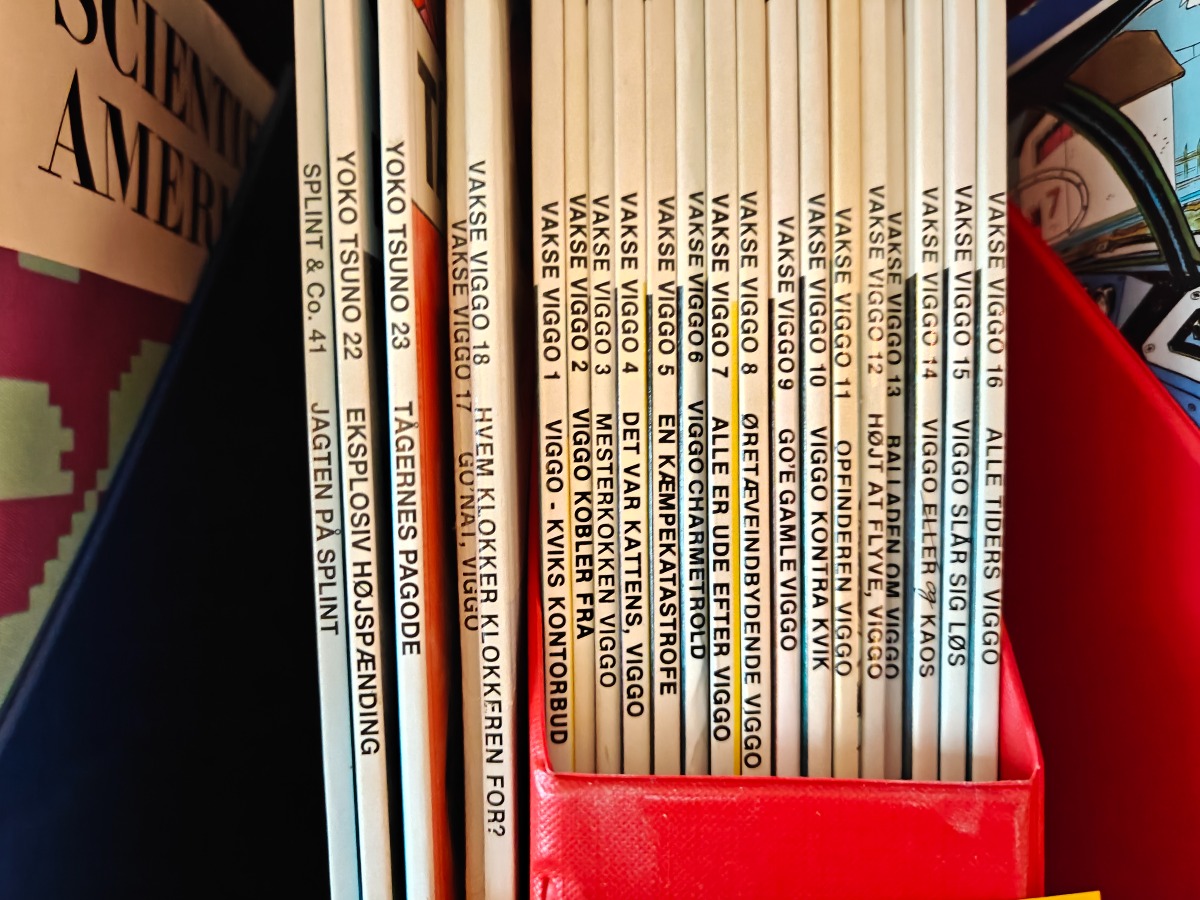 SCIENTI
AMERI
SPLINT & Co. 41 JAGTEN PÅ SPLINT
YOKO TSUNO 22 EKSPLOSIV HØJSPÆNDING
YOKO TSUNO 23 TÅGERNES PAGODE
VAKSE VIGGO 17 GO'NAT, VIGGO
VAKSE VIGGO 18 HVEM KLOKKER KLOKKEREN FOR?
VAKSE VIGGO 1 VIGGO - KVIKS KONTORBUD
VAKSE VIGGO 2 VIGGO KOBLER FRA
VAKSE VIGGO 3 MESTERKOKKEN VIGGO
VAKSE VIGGO 4 DET VAR KATTENS, VIGGO
VAKSE VIGGO 5 EN KÆMPEKATASTROFE
VAKSE VIGGO 6 VIGGO CHARMETROLD
VAKSE VIGGO 7 ALLE ER UDE EFTER VIGGO
VAKSE VIGGO 8 ØRETÆVEINDBYDENDE VIGGO
VAKSE VIGGO 9 GO'E GAMLE VIGGO
VAKSE VIGGO 10 VIGGO KONTRA KVIK
VAKSE VIGGO 11 OPFINDEREN VIGGO
VAKSE VIGGO 12 HØJT AT FLYVE, VIGGO
VAKSE VIGGO 13 BALLADEN OM VIGGO
VAKSE VIGGO 14 VIGGO ELLER og KAOS
VAKSE VIGGO 15 VIGGO SLÅR SIG LØS
VAKSE VIGGO 16 ALLE TIDERS VIGGO